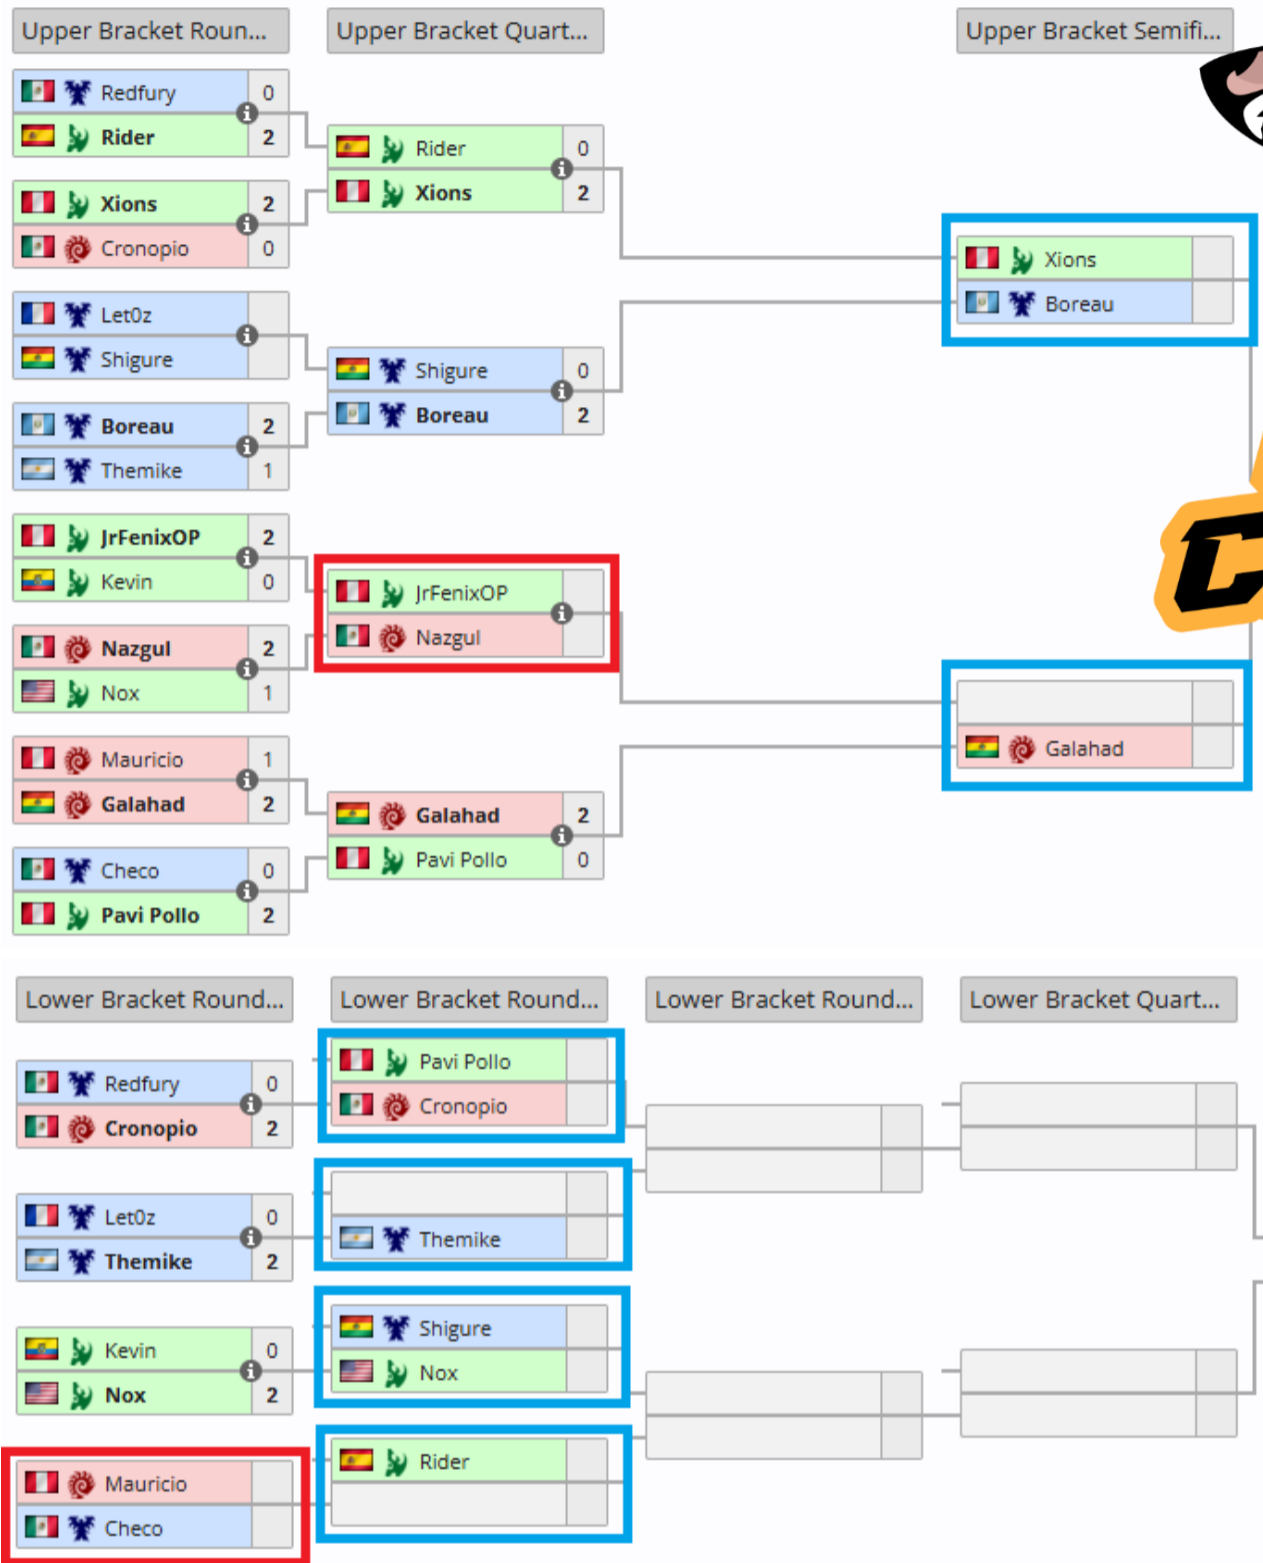 Upper Bracket Roun...
Upper Bracket Quart...
Upper Bracket Semifi...
Redfury 0
Rider 2
Xions 2
Cronopio 0
Let0z
Shigure
Boreau 2
Themike 1
JrFenixOP 2
Kevin 0
Nazgul 2
Nox 1
Mauricio 1
Galahad 2
Checo 0
Pavi Pollo 2
Rider 0
Xions 2
Shigure 0
Boreau 2
JrFenixOP
Nazgul
Galahad 2
Pavi Pollo 0
Xions
Boreau
Galahad
Lower Bracket Round...
Lower Bracket Round...
Lower Bracket Round...
Lower Bracket Quart...
Redfury 0
Cronopio 2
Let0z 0
Themike 2
Kevin 0
Nox 2
Mauricio
Checo
Pavi Pollo
Cronopio
Themike
Shigure
Nox
Rider